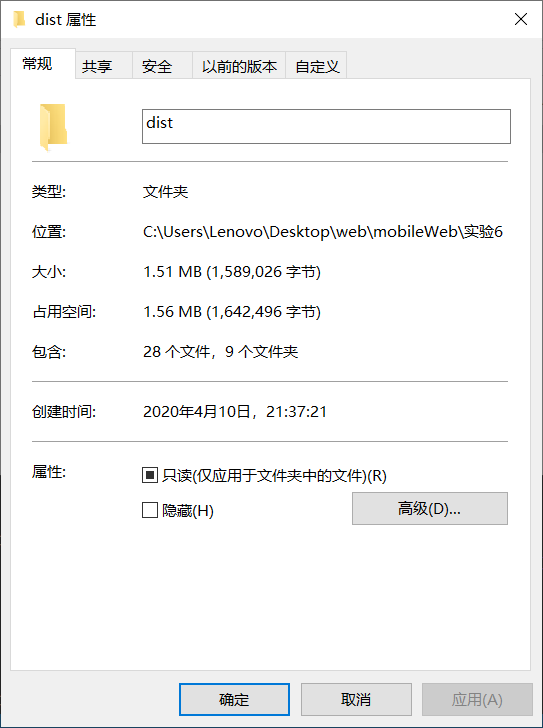 dist 属性
常规 共享 安全 以前的版本 自定义
dist
类型: 文件夹
位置: C:\Users\Lenovo\Desktop\web\mobileWeb\实验6
大小: 1.51 MB (1,589,026 字节)
占用空间: 1.56 MB (1,642,496 字节)
包含: 28 个文件，9 个文件夹
创建时间: 2020年4月10日，21:37:21
属性: 只读(仅应用于文件夹中的文件)(R)
隐藏(H) 高级(D)...
确定 取消 应用(A)